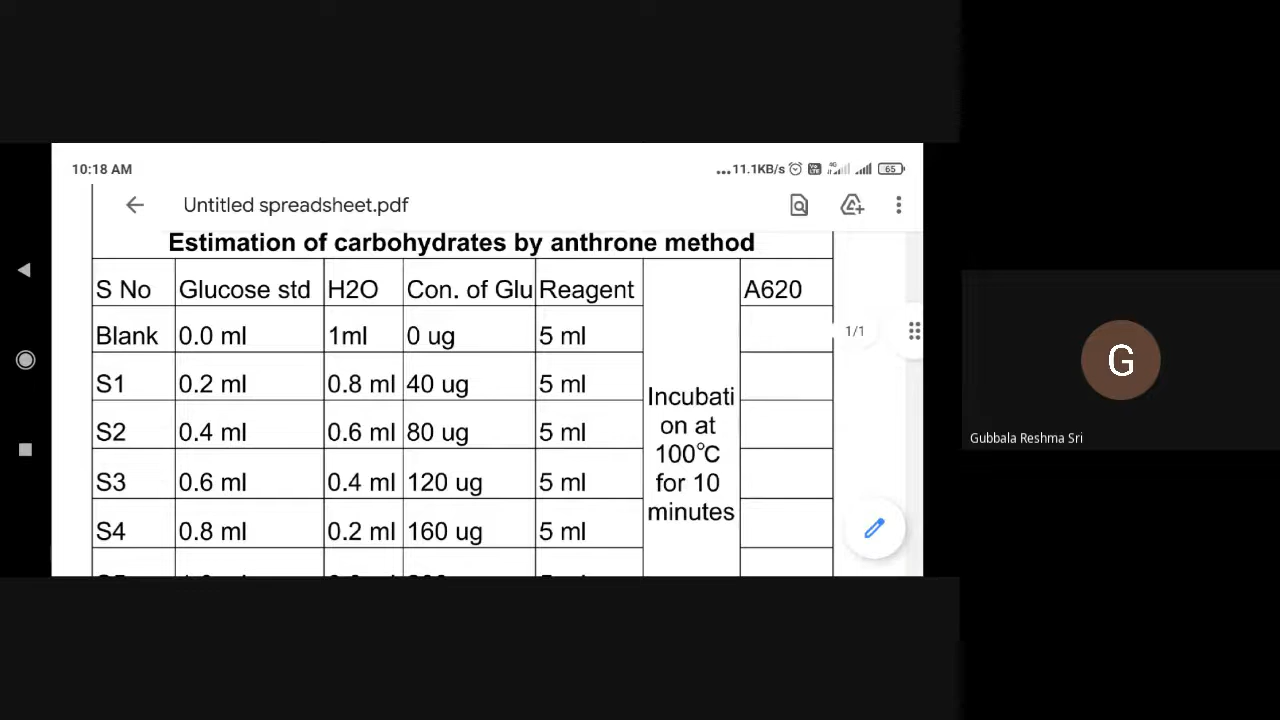 10:18 AM
...11.1KB/s
4G
65
Untitled spreadsheet.pdf
Estimation of carbohydrates by anthrone method
S No Glucose std H2O Con. of Glu Reagent A620
Blank 0.0 ml 1ml 0 ug 5 ml
1/1
S1 0.2 ml 0.8 ml 40 ug 5 ml
S2 0.4 ml 0.6 ml 80 ug 5 ml
S3 0.6 ml 0.4 ml 120 ug 5 ml
S4 0.8 ml 0.2 ml 160 ug 5 ml
Incubati
on at
100℃
for 10
minutes
G
Gubbala Reshma Sri